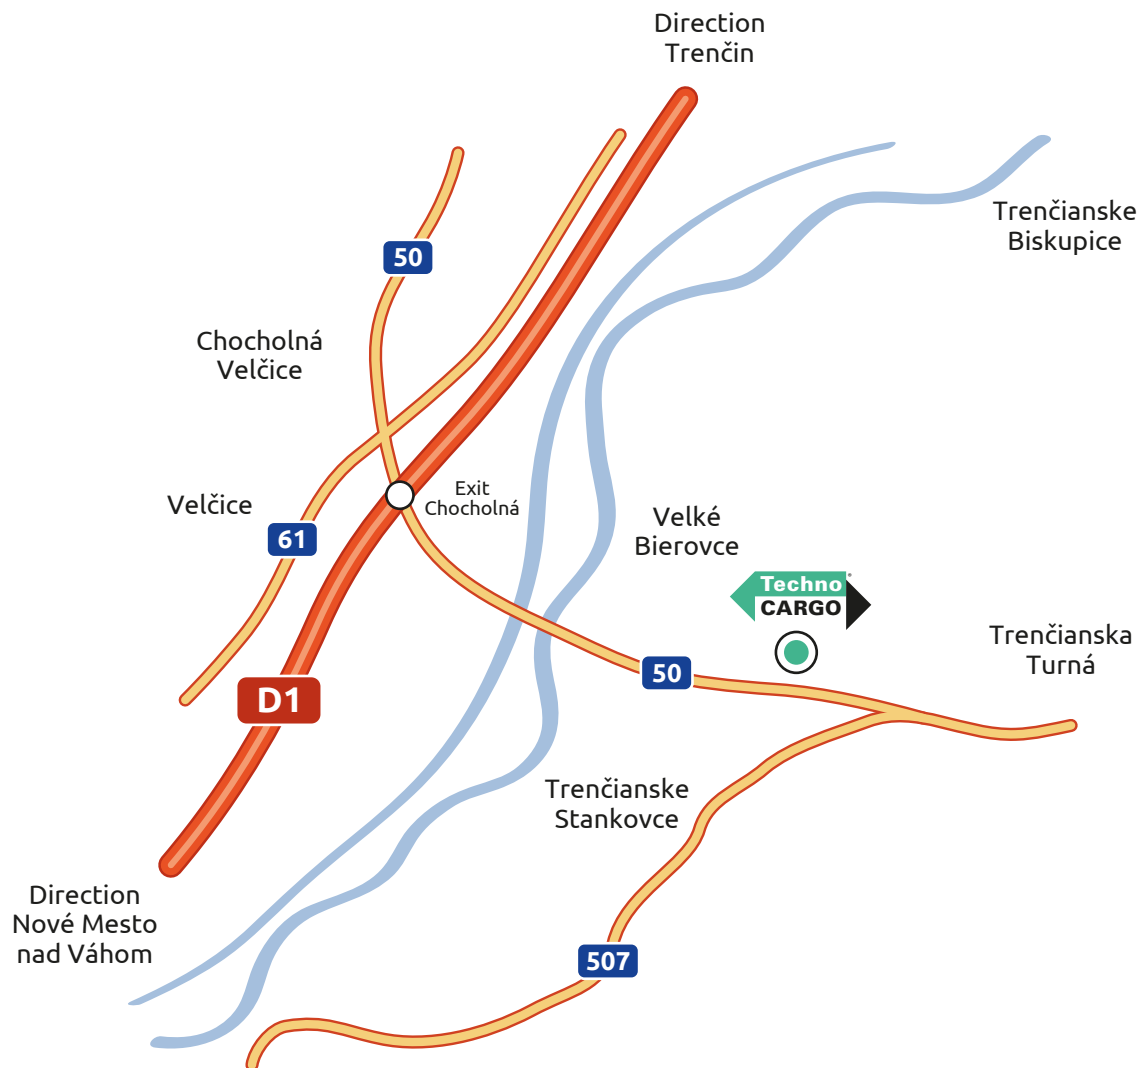 Direction
Trenčin
Trenčianske
Biskupice
50
Chocholná
Velčice
Exit
Chocholná
Velčice
61
Velké
Bierovce
Techno
CARGO
Trenčianska
Turná
50
D1
Trenčianske
Stankovce
Direction
Nové Mesto
nad Váhom
507